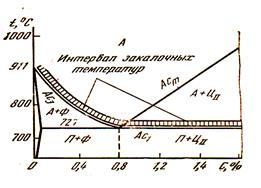 t,°C
1000
A
Интервал закалочных
температур
Acm
911
Ac3
A+ЦII
800
A+Ф
727
Ac1
700
П+Ф
П+ЦII
0 0,4 0,8 1,2 1,6 C,%